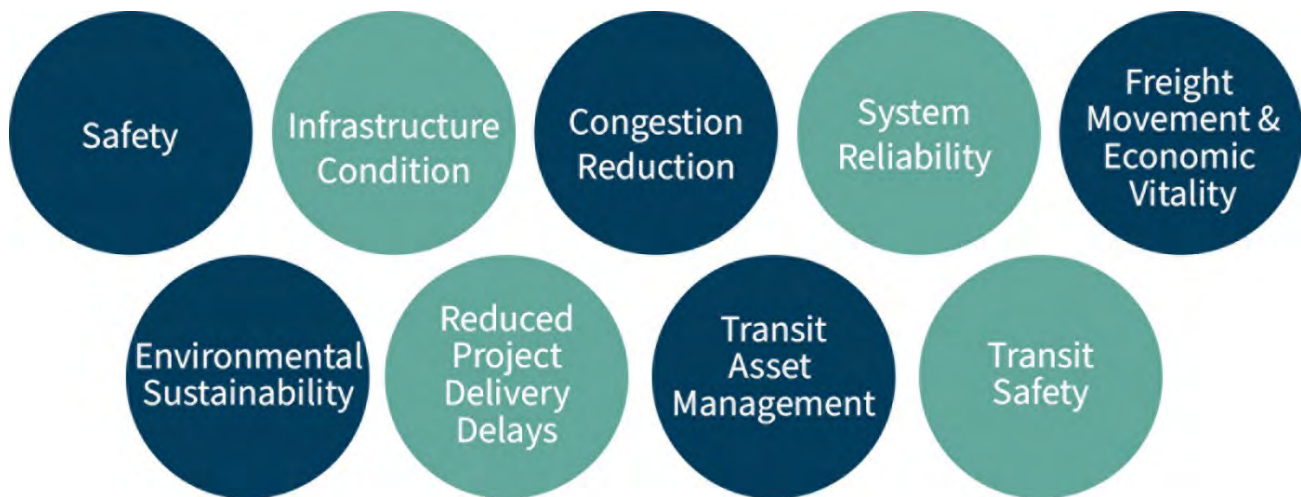 Safety
Infrastructure
Condition
Congestion
Reduction
System
Reliability
Freight
Movement &
Economic
Vitality
Environmental
Sustainability
Reduced
Project
Delivery
Delays
Transit
Asset
Management
Transit
Safety